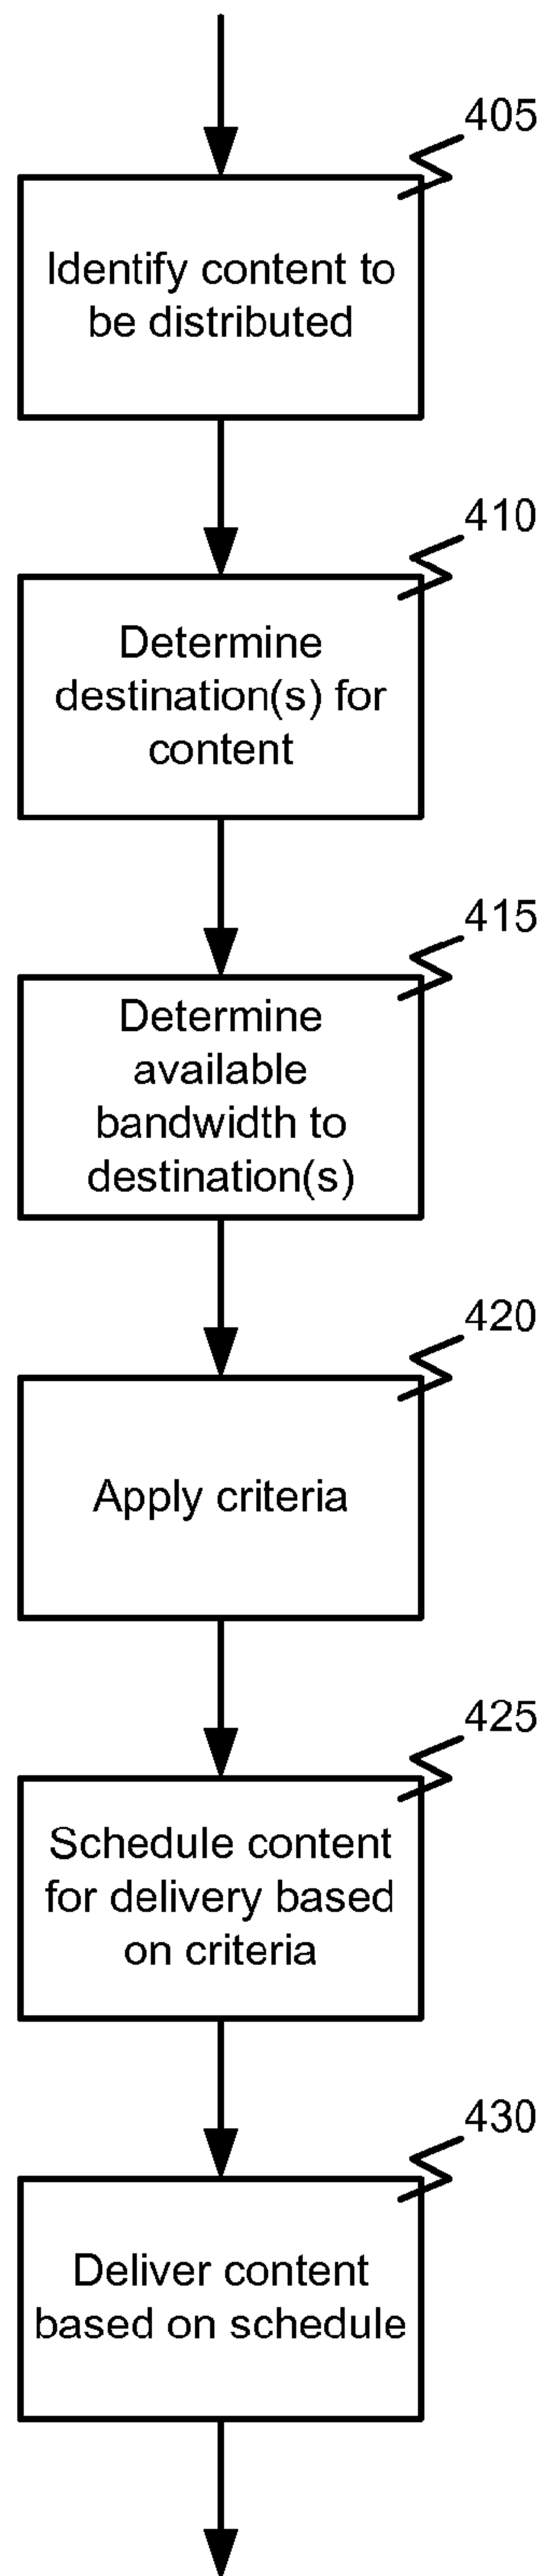 405
Identify content to
be distributed
410
Determine
destination(s) for
content
415
Determine
available
bandwidth to
destination(s)
420
Apply criteria
425
Schedule content
for delivery based
on criteria
430
Deliver content
based on schedule